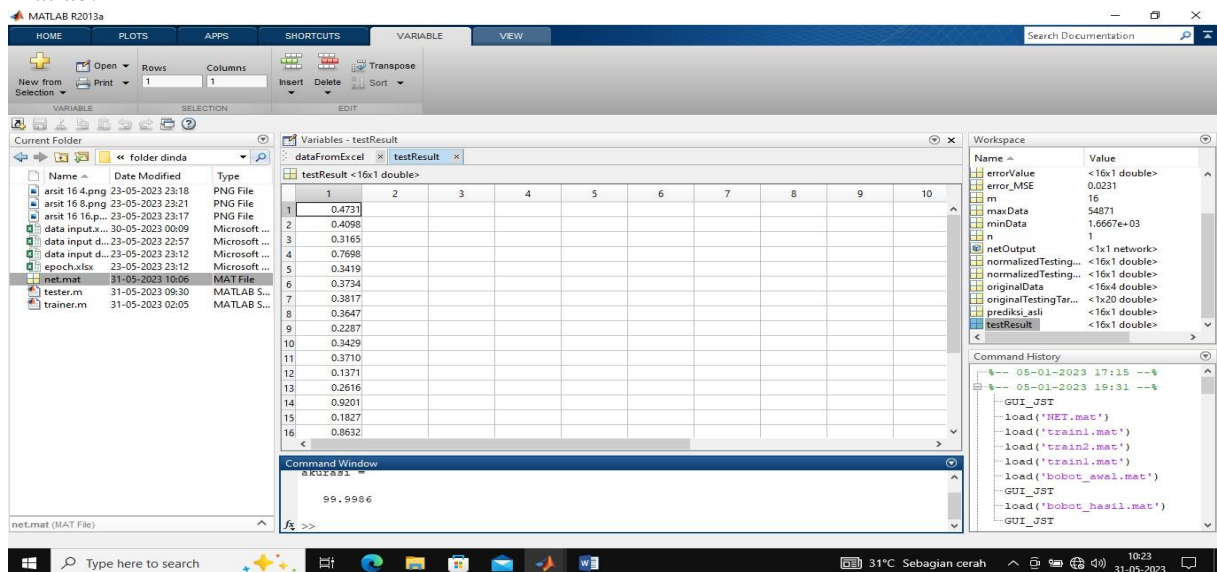 MATLAB R2013a
HOME PLOTS APPS SHORTCUTS VARIABLE VIEW Search Documentation
New from Selection Open Print Rows Columns 1 1 Insert Delete Transpose Sort
VARIABLE SELECTION EDIT
Current Folder
« folder dinda
Name Date Modified Type
arsit 16 4.png 23-05-2023 23:18 PNG File
arsit 16 8.png 23-05-2023 23:21 PNG File
arsit 16 16.p... 23-05-2023 23:17 PNG File
data input.x... 30-05-2023 00:09 Microsoft ...
data input d... 23-05-2023 22:57 Microsoft ...
data input d... 23-05-2023 23:12 Microsoft ...
epoch.xlsx 23-05-2023 23:12 Microsoft ...
net.mat 31-05-2023 10:06 MAT File
tester.m 31-05-2023 09:30 MATLAB S...
trainer.m 31-05-2023 02:05 MATLAB S...
net.mat (MAT File)
Variables - testResult
dataFromExcel testResult
testResult <16x1 double>
1 2 3 4 5 6 7 8 9 10
1 0.4731
2 0.4098
3 0.3165
4 0.7698
5 0.3419
6 0.3734
7 0.3817
8 0.3647
9 0.2287
10 0.3429
11 0.3710
12 0.1371
13 0.2616
14 0.9201
15 0.1827
16 0.8632
Command Window
akurasi =
99.9986
fx >>
Workspace
Name Value
errorValue <16x1 double>
error_MSE 0.0231
m 16
maxData 54871
minData 1.6667e+03
n 1
netOutput <1x1 network>
normalizedTesting... <16x1 double>
normalizedTesting... <16x1 double>
originalData <16x4 double>
originalTestingTar... <1x20 double>
prediksi_asli <16x1 double>
testResult <16x1 double>
Command History
%-- 05-01-2023 17:15 --%
%-- 05-01-2023 19:31 --%
GUI_JST
load('NET.mat')
load('train1.mat')
load('train2.mat')
load('train1.mat')
load('bobot_awal.mat')
GUI_JST
load('bobot_hasil.mat')
GUI_JST
Type here to search
31°C Sebagian cerah
10:23
31-05-2023